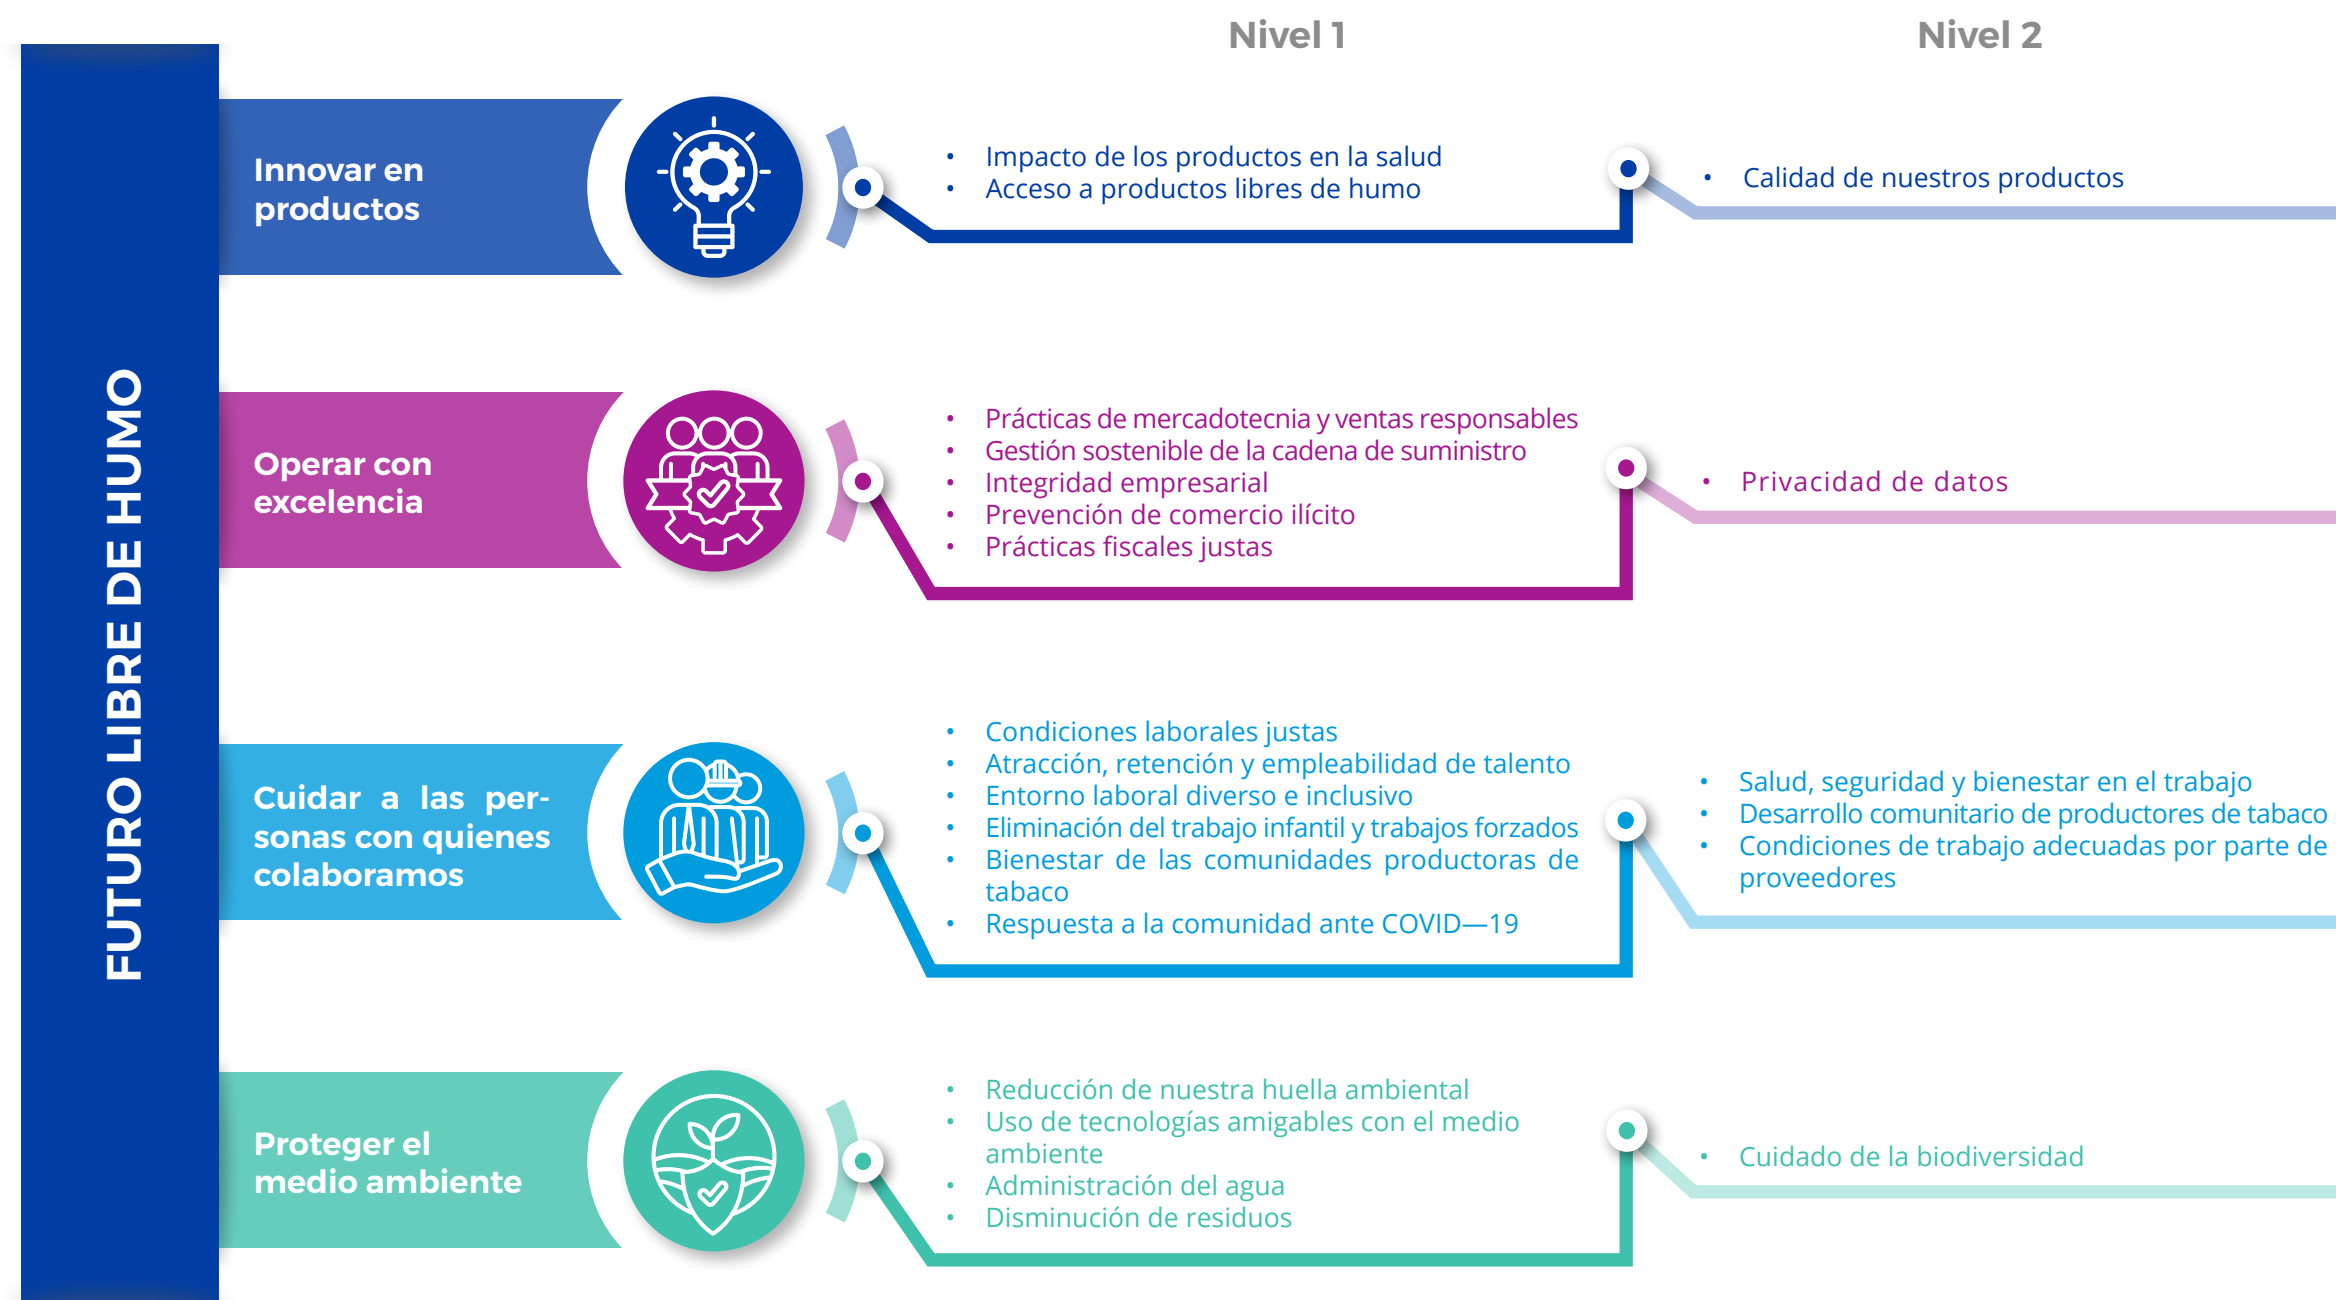 Nivel 1
Nivel 2
FUTURO LIBRE DE HUMO
Innovar en
productos
• Impacto de los productos en la salud
• Acceso a productos libres de humo
• Calidad de nuestros productos
Operar con
excelencia
• Prácticas de mercadotecnia y ventas responsables
• Gestión sostenible de la cadena de suministro
• Integridad empresarial
• Prevención de comercio ilícito
• Prácticas fiscales justas
• Privacidad de datos
Cuidar a las per-
sonas con quienes
colaboramos
• Condiciones laborales justas
• Atracción, retención y empleabilidad de talento
• Entorno laboral diverso e inclusivo
• Eliminación del trabajo infantil y trabajos forzados
• Bienestar de las comunidades productoras de
tabaco
• Respuesta a la comunidad ante COVID—19
• Salud, seguridad y bienestar en el trabajo
• Desarrollo comunitario de productores de tabaco
• Condiciones de trabajo adecuadas por parte de
proveedores
Proteger el
medio ambiente
• Reducción de nuestra huella ambiental
• Uso de tecnologías amigables con el medio
ambiente
• Administración del agua
• Disminución de residuos
• Cuidado de la biodiversidad